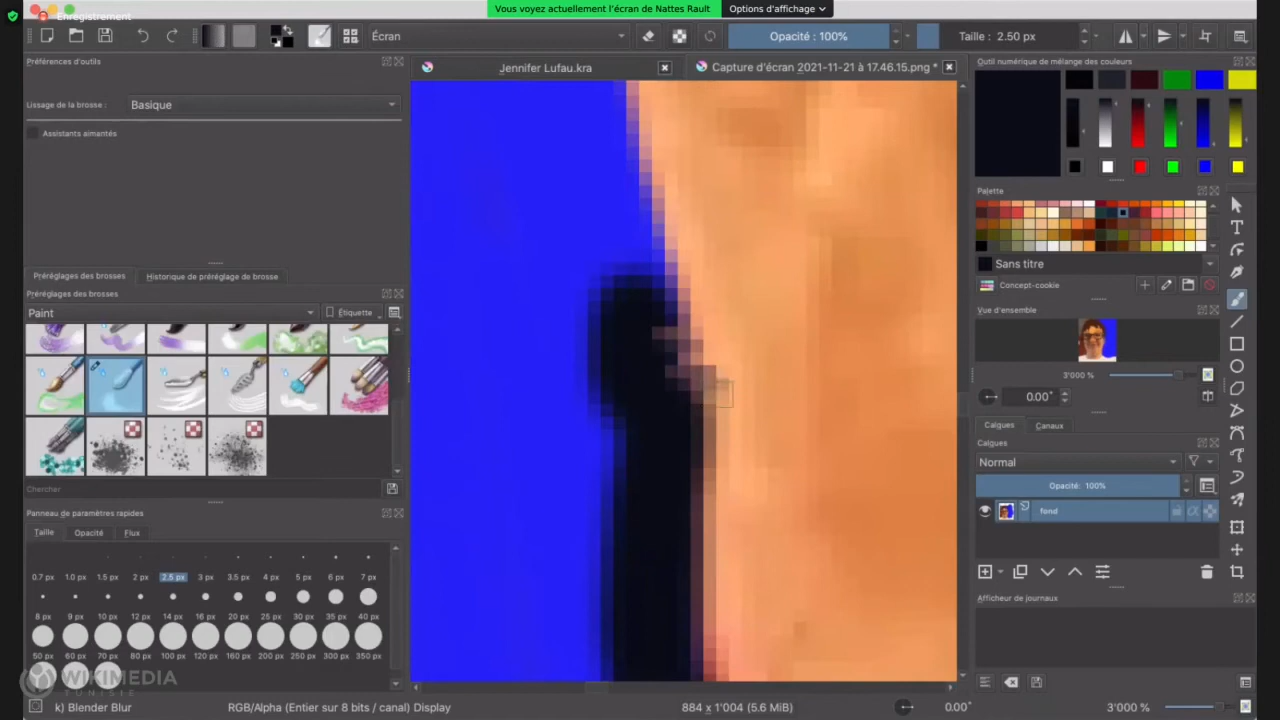 Vous voyez actuellement l'écran de Nattes Rault
Options d'affichage
Enregistrement
Écran
Opacité : 100%
Taille : 2.50 px
Préférences d'outils
Jennifer Lufau.kra
Capture d'écran 2021-11-21 à 17.46.15.png *
Outil numérique de mélange des couleurs
Lissage de la brosse :
Basique
Assistants aimantés
Palette
Sans titre
Concept-cookie
Préréglages des brosses
Historique de préréglage de brosse
Préréglages des brosses
Paint
Étiquette
Vue d'ensemble
3'000 %
0.00°
Calques
Canaux
Calques
Normal
Opacité: 100%
Chercher
fond
Panneau de paramètres rapides
Taille
Opacité
Flux
0.7 px
1.0 px
1.5 px
2 px
2.5 px
3 px
3.5 px
4 px
5 px
6 px
7 px
8 px
9 px
10 px
12 px
14 px
16 px
20 px
25 px
30 px
35 px
40 px
50 px
60 px
70 px
80 px
100 px
120 px
160 px
200 px
250 px
300 px
350 px
Afficheur de journaux
WIKIMEDIA
TUNISIE
k) Blender Blur
RGB/Alpha (Entier sur 8 bits / canal) Display
884 x 1'004 (5.6 MiB)
0.00°
3'000 %